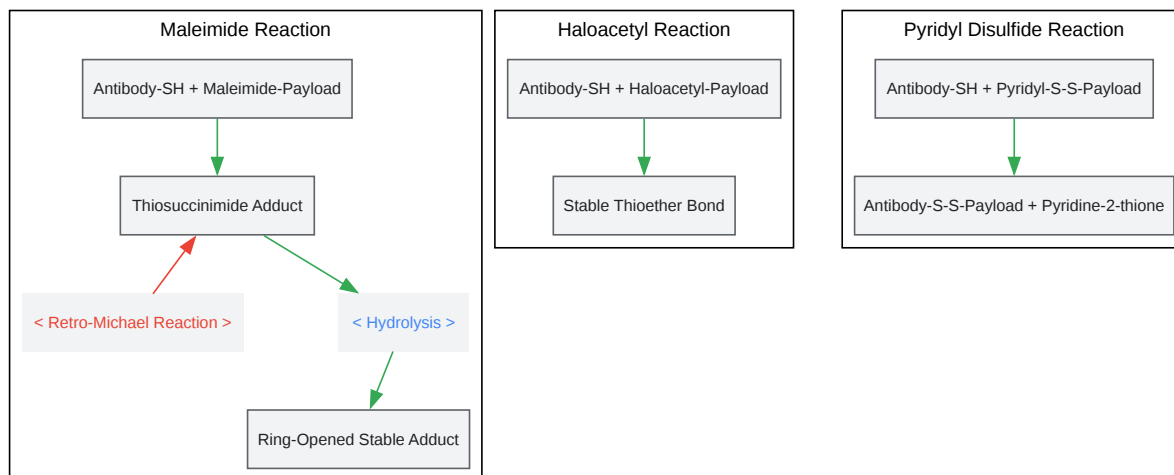 Maleimide Reaction
Antibody-SH + Maleimide-Payload
Thiosuccinimide Adduct
< Retro-Michael Reaction >
< Hydrolysis >
Ring-Opened Stable Adduct
Haloacetyl Reaction
Antibody-SH + Haloacetyl-Payload
Stable Thioether Bond
Pyridyl Disulfide Reaction
Antibody-SH + Pyridyl-S-S-Payload
Antibody-S-S-Payload + Pyridine-2-thione